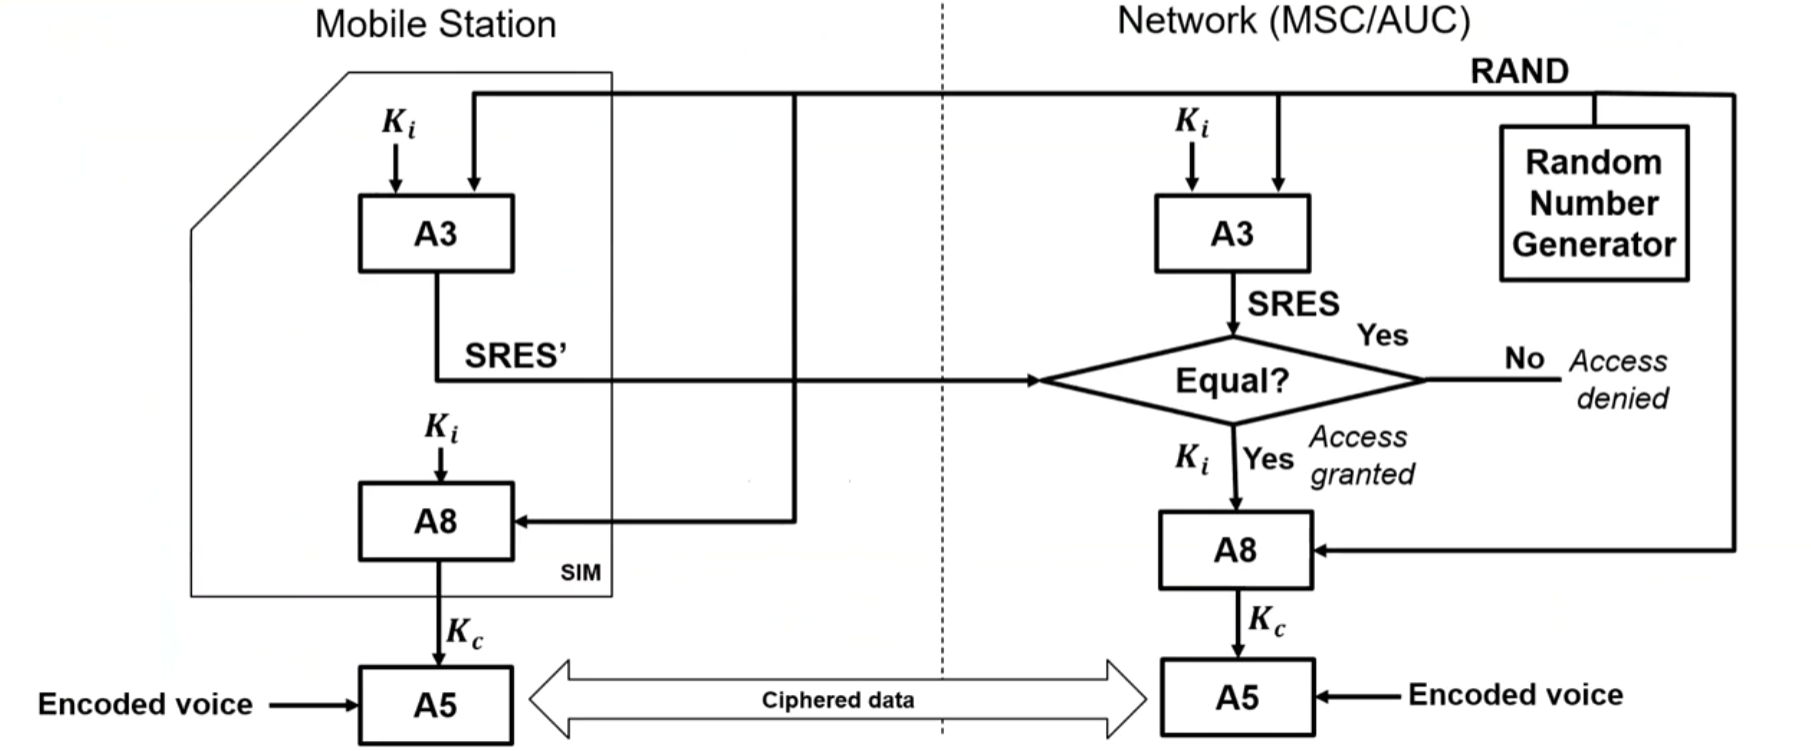 Mobile Station
Network (MSC/AUC)
RAND
K_i
K_i
Random
Number
Generator
A3
A3
SRES
Yes
SRES’
Equal?
No
Access
denied
K_i
K_i
Yes
Access
granted
A8
A8
SIM
K_c
K_c
Encoded voice
A5
Ciphered data
A5
Encoded voice